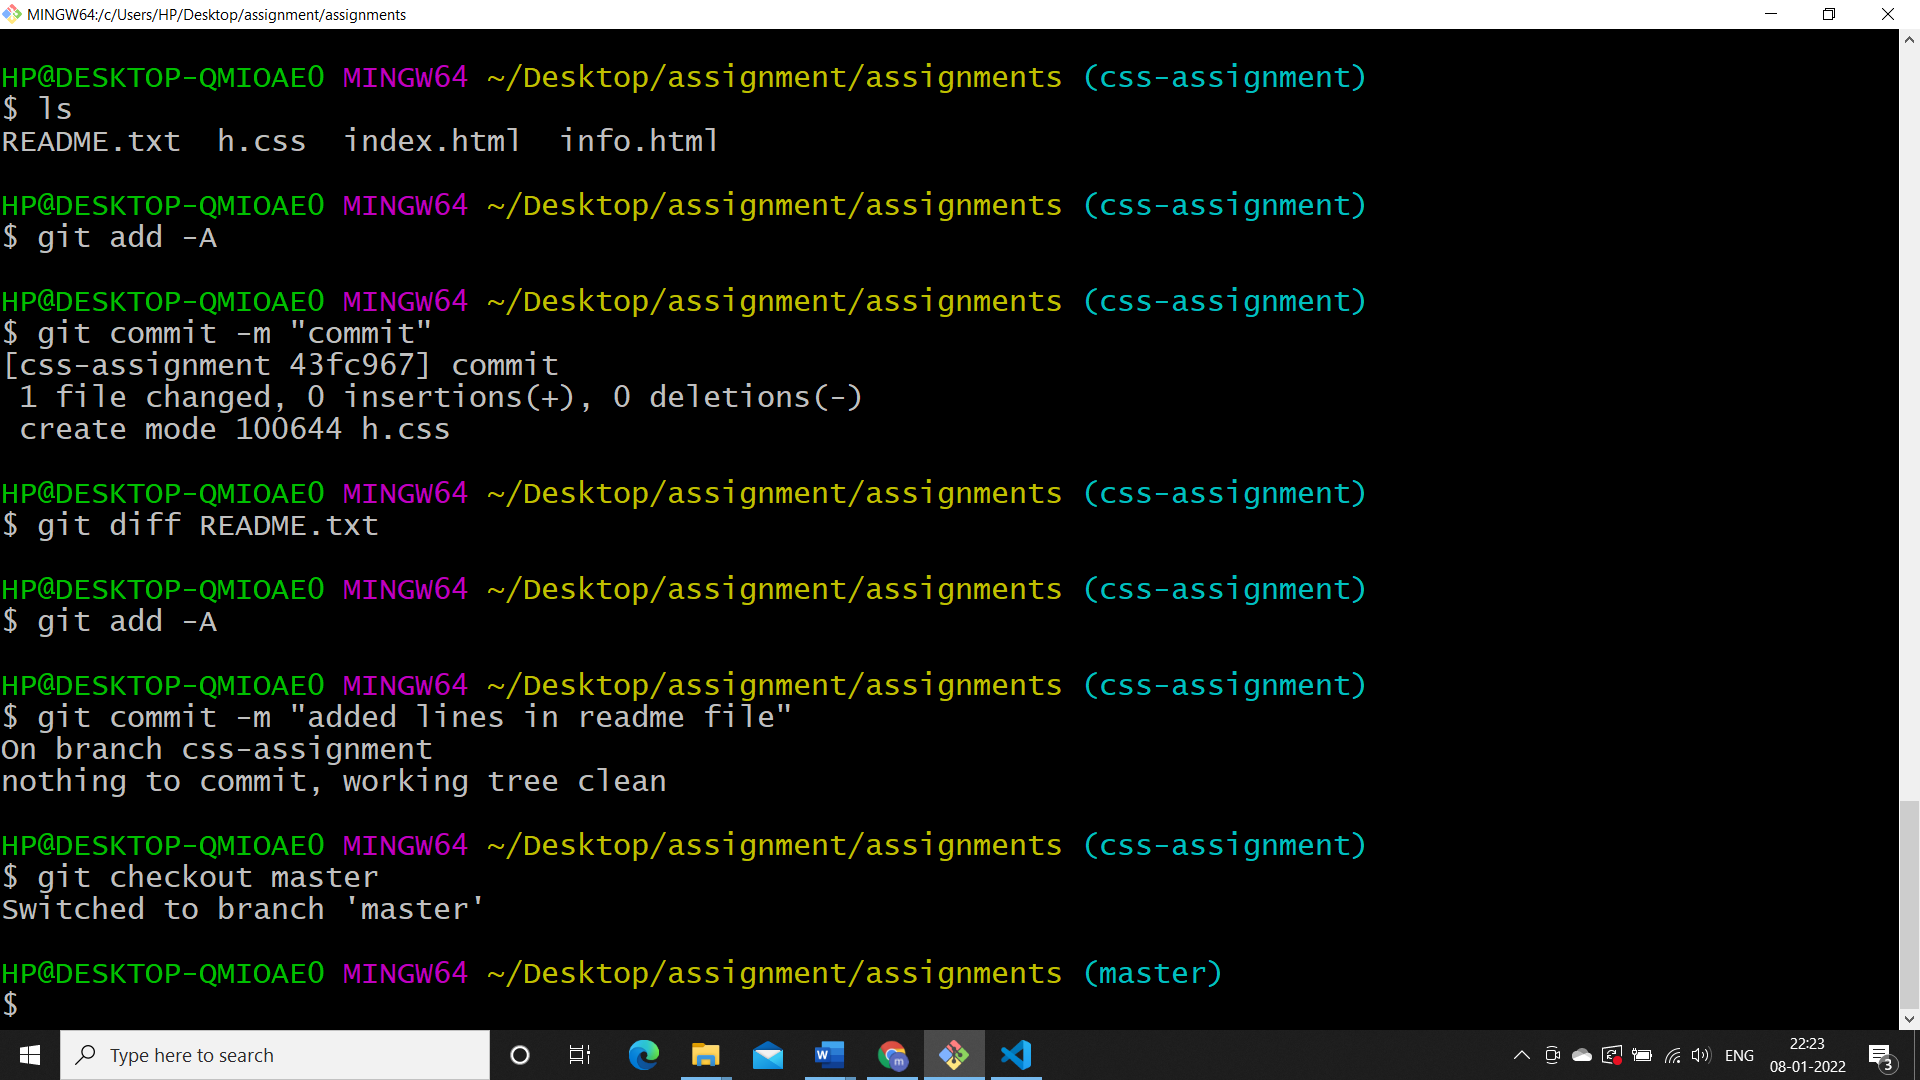 MINGW64:/c/Users/HP/Desktop/assignment/assignments
HP@DESKTOP-QMIOAEO MINGW64 ~/Desktop/assignment/assignments (css-assignment)
$ ls
README.txt  h.css  index.html  info.html
HP@DESKTOP-QMIOAEO MINGW64 ~/Desktop/assignment/assignments (css-assignment)
$ git add -A
HP@DESKTOP-QMIOAEO MINGW64 ~/Desktop/assignment/assignments (css-assignment)
$ git commit -m "commit"
[css-assignment 43fc967] commit
 1 file changed, 0 insertions(+), 0 deletions(-)
 create mode 100644 h.css
HP@DESKTOP-QMIOAEO MINGW64 ~/Desktop/assignment/assignments (css-assignment)
$ git diff README.txt
HP@DESKTOP-QMIOAEO MINGW64 ~/Desktop/assignment/assignments (css-assignment)
$ git add -A
HP@DESKTOP-QMIOAEO MINGW64 ~/Desktop/assignment/assignments (css-assignment)
$ git commit -m "added lines in readme file"
On branch css-assignment
nothing to commit, working tree clean
HP@DESKTOP-QMIOAEO MINGW64 ~/Desktop/assignment/assignments (css-assignment)
$ git checkout master
Switched to branch 'master'
HP@DESKTOP-QMIOAEO MINGW64 ~/Desktop/assignment/assignments (master)
$
Type here to search
W
m
ENG
22:23
08-01-2022
3